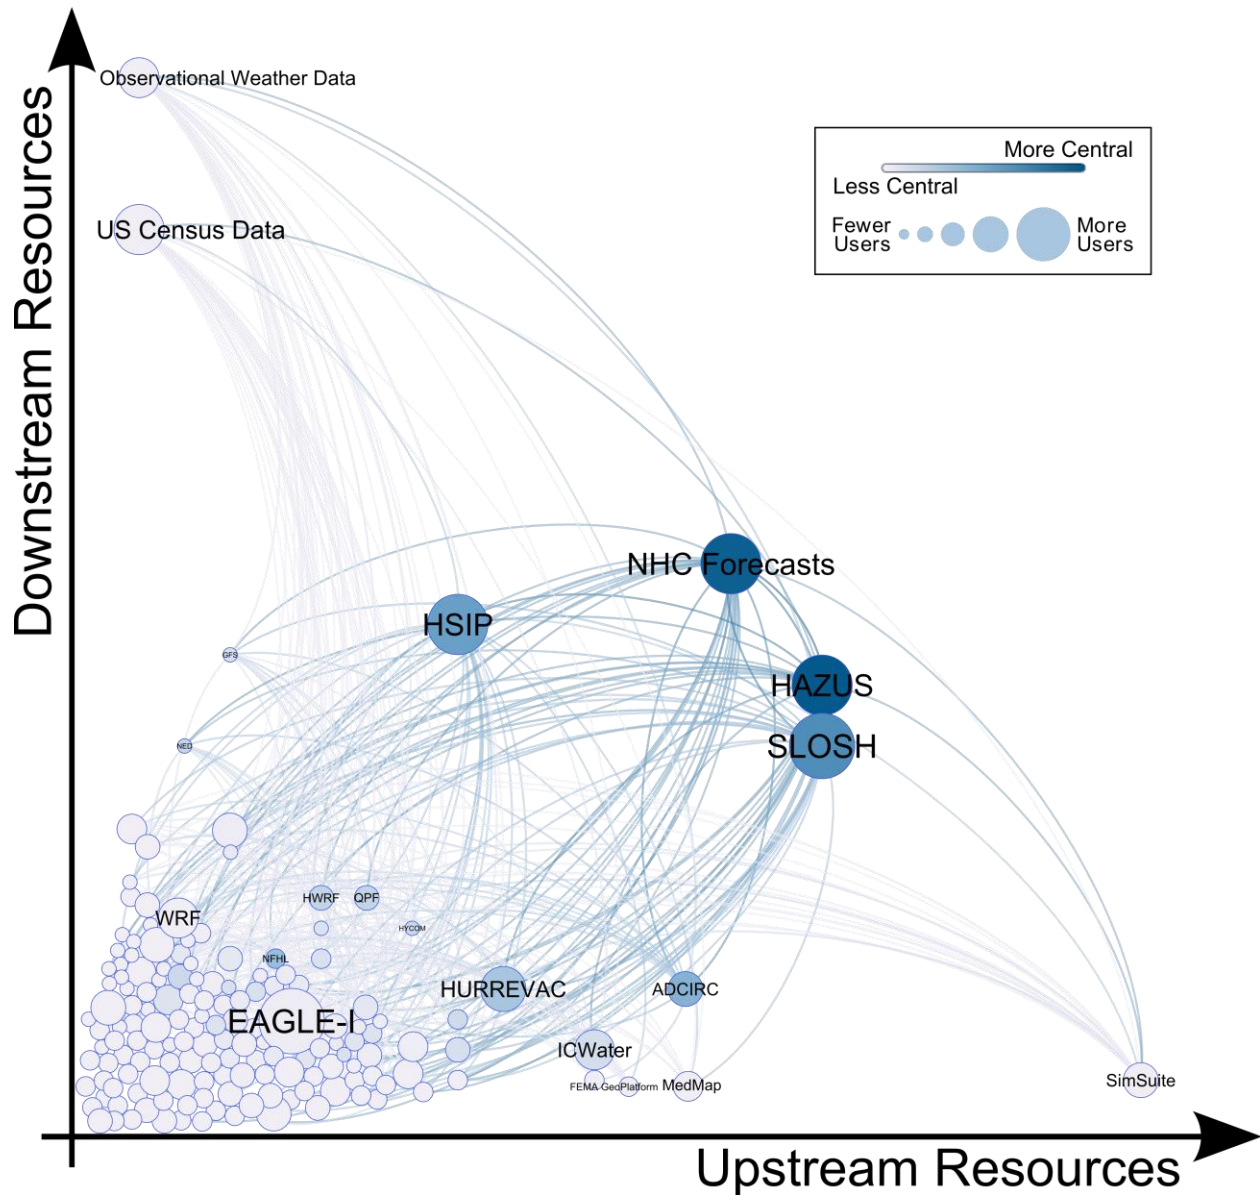 Observational Weather Data
More Central
Less Central
Fewer
Users
More
Users
US Census Data
Downstream Resources
NHC Forecasts
HSIP
GFS
HAZUS
NED
SLOSH
HWRF
QPF
WRF
HYCOM
NFHL
HURREVAC
ADCIRC
EAGLE-I
ICWater
FEMA GeoPlatform
MedMap
SimSuite
Upstream Resources